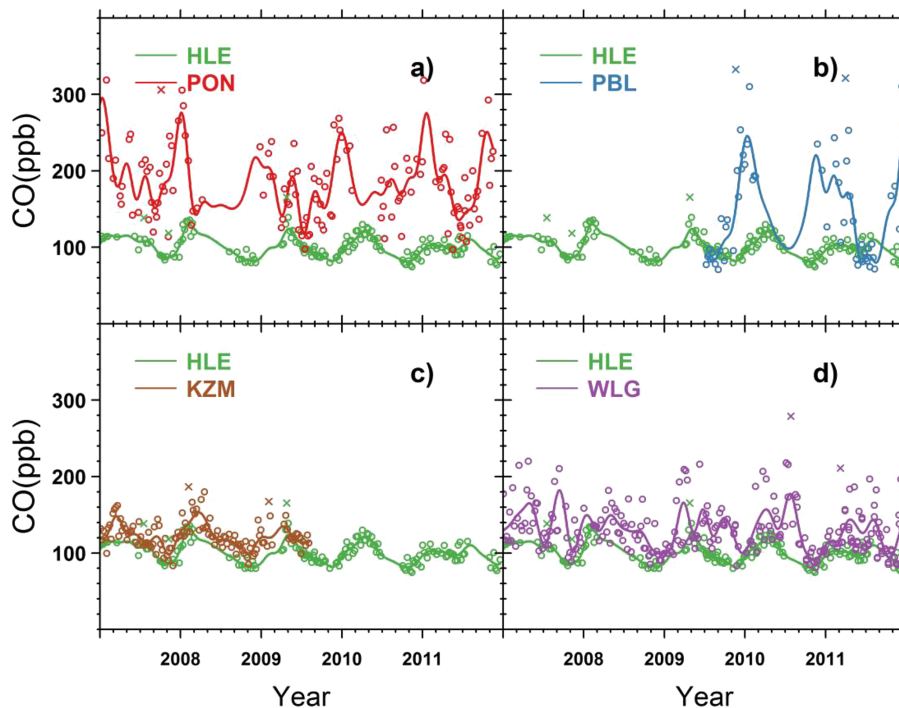 HLE
PON
a)
HLE
PBL
b)
CO(ppb)
300
200
100
HLE
KZM
c)
HLE
WLG
d)
CO(ppb)
300
200
100
2008 2009 2010 2011
2008 2009 2010 2011
Year
Year